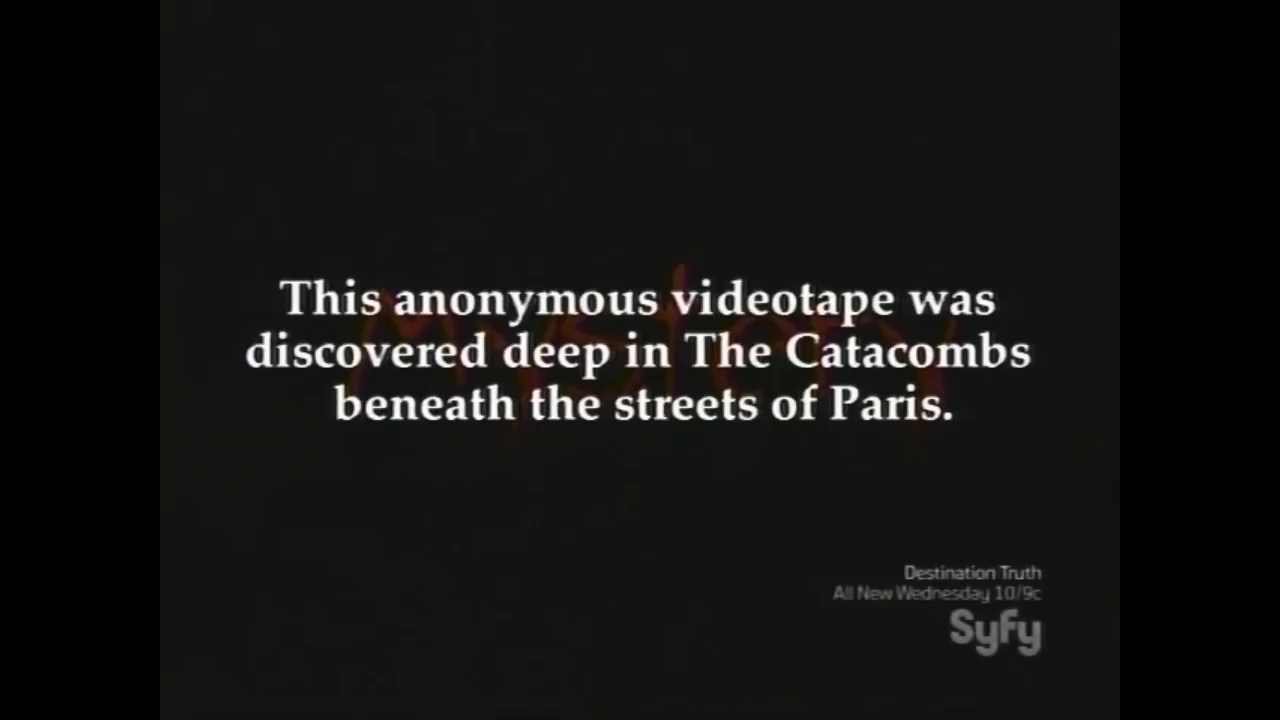 This anonymous videotape was
discovered deep in The Catacombs
beneath the streets of Paris.
Mystery
Destination Truth
All New Wednesday 10/9c
Syfy